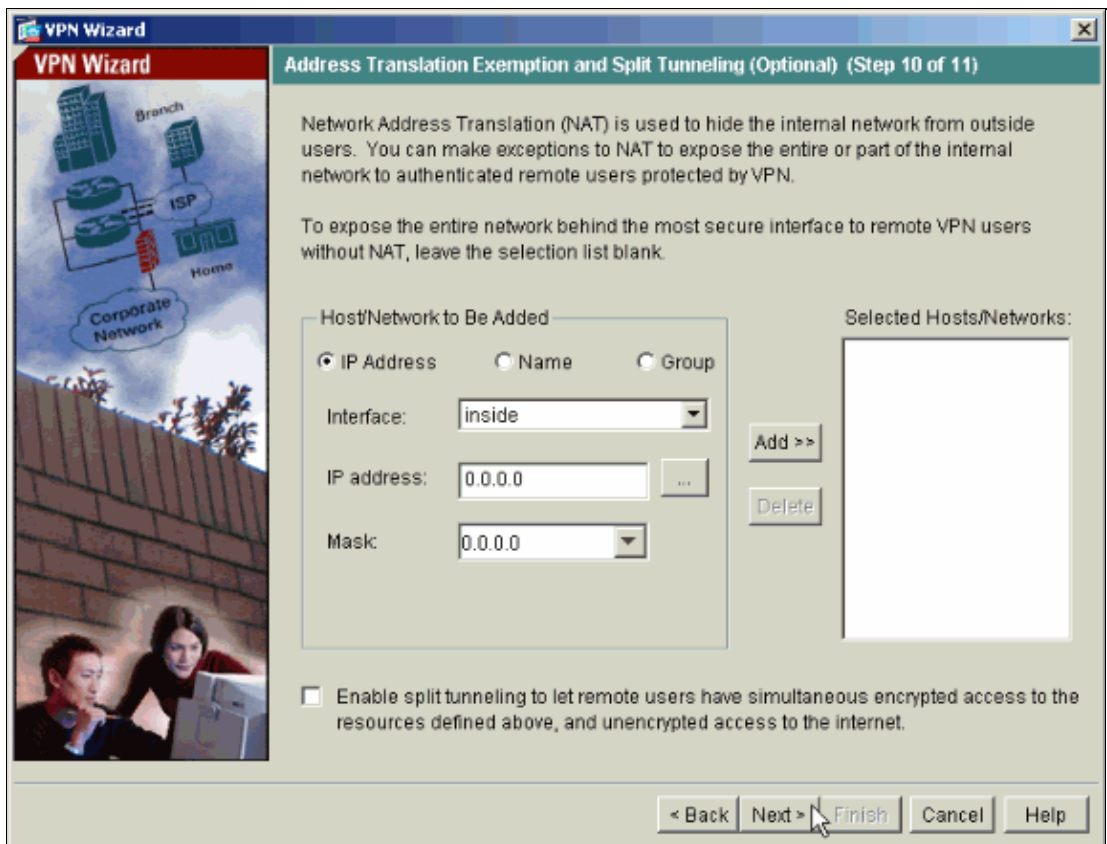 VPN Wizard
VPN Wizard
Address Translation Exemption and Split Tunneling (Optional) (Step 10 of 11)
Branch
ISP
Home
Corporate
Network
Network Address Translation (NAT) is used to hide the internal network from outside
users. You can make exceptions to NAT to expose the entire or part of the internal
network to authenticated remote users protected by VPN.
To expose the entire network behind the most secure interface to remote VPN users
without NAT, leave the selection list blank.
Host/Network to Be Added
Selected Hosts/Networks:
IP Address Name Group
Interface: inside
Add >>
IP address: 0.0.0.0 ...
Delete
Mask: 0.0.0.0
Enable split tunneling to let remote users have simultaneous encrypted access to the
resources defined above, and unencrypted access to the internet.
< Back Next > Finish Cancel Help